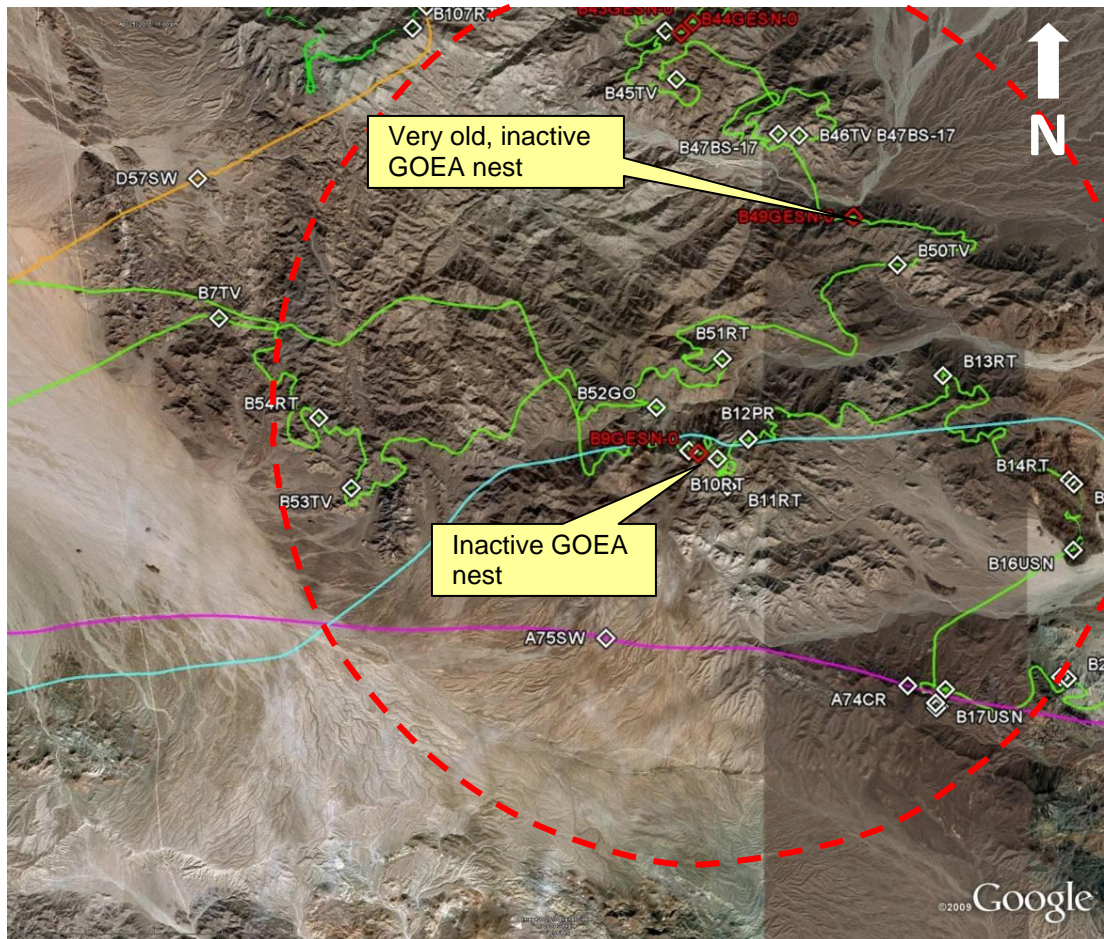 B107RT
B43GESN-0
B44GESN-0
N
B45TV
Very old, inactive
GOEA nest
B47BS-17
B46TV B47BS-17
D57SW
B49GESN-0
B50TV
B7TV
B51RT
B13RT
B52GO
B54RT
B12PR
B9GESN-0
B14RT
B10RT
B53TV
B11RT
Inactive GOEA
nest
B16USN
A75SW
A74CR
B17USN
©2009 Google